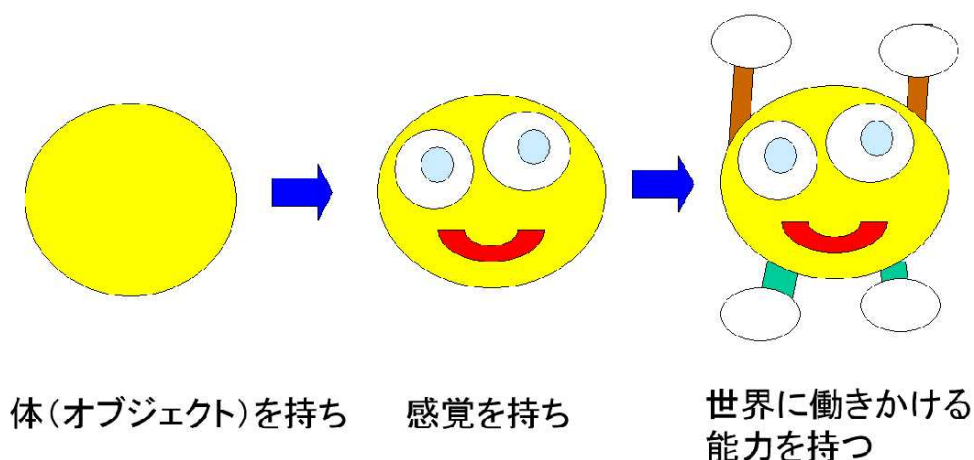 体(オブジェクト)を持ち
感覚を持ち
世界に働きかける
能力を持つ